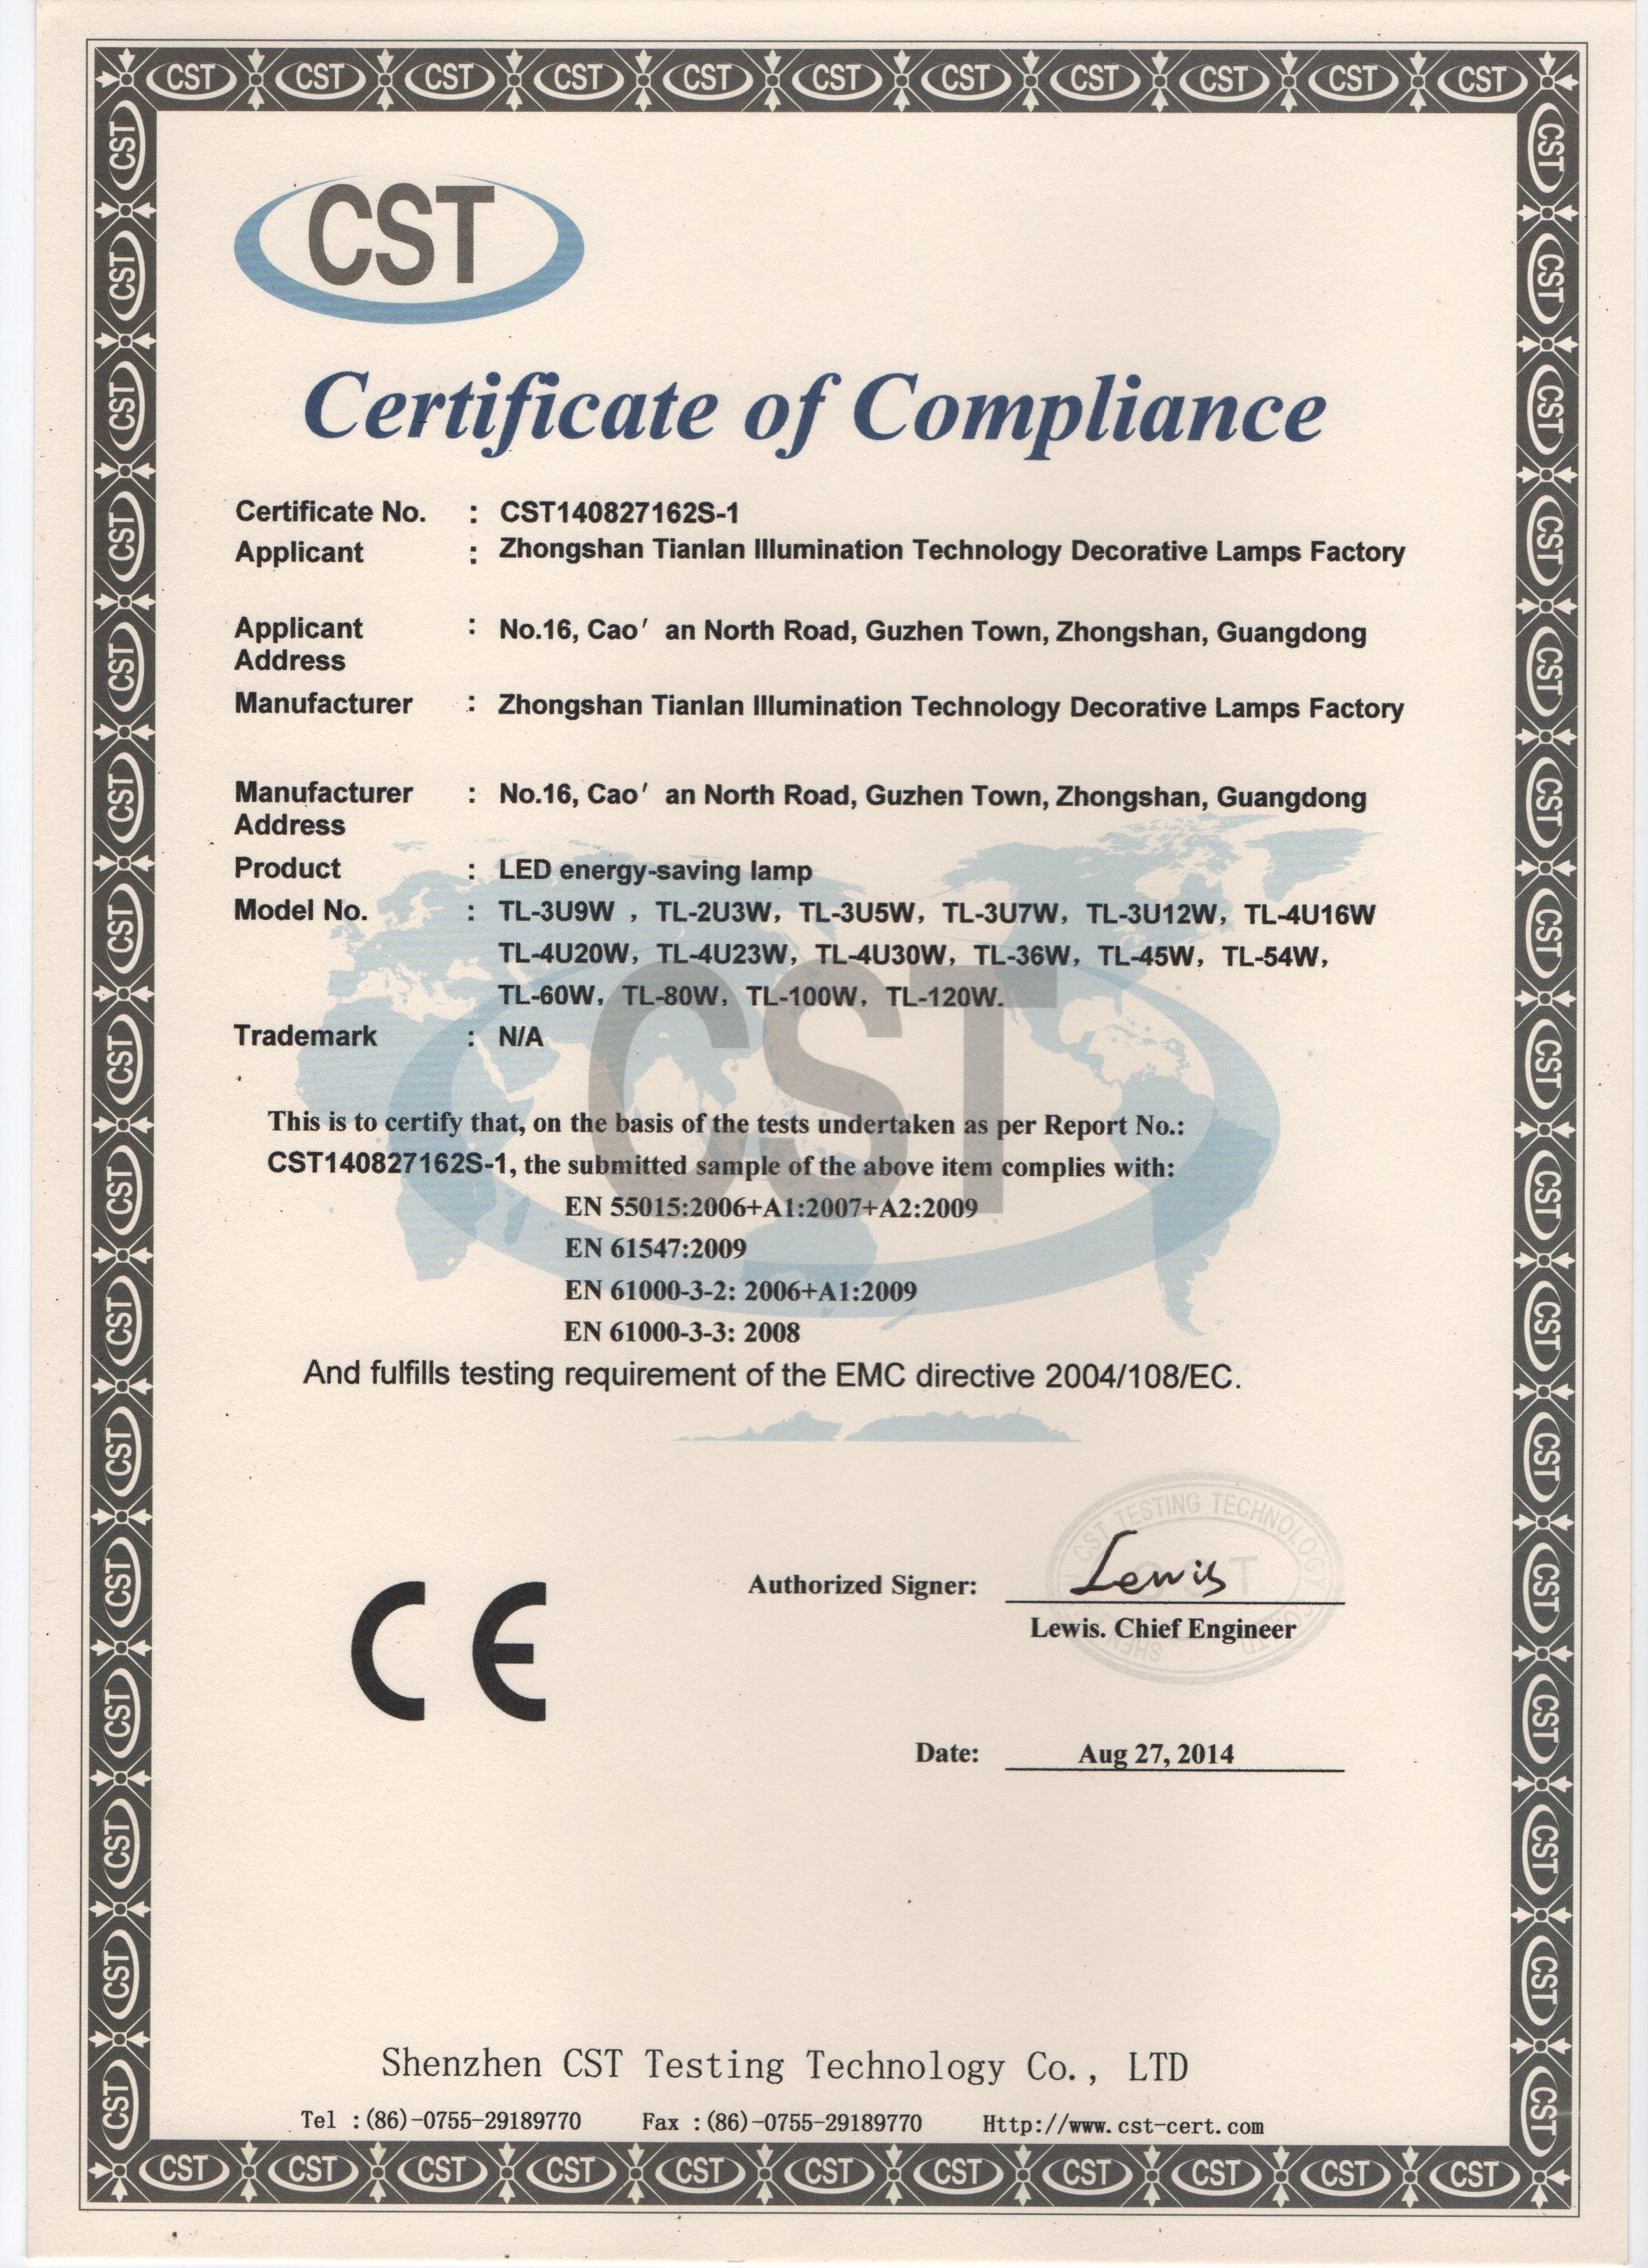 CST
Certificate of Compliance
Certificate No. : CST140827162S-1
Applicant : Zhongshan Tianlan Illumination Technology Decorative Lamps Factory
Applicant Address : No.16, Cao′ an North Road, Guzhen Town, Zhongshan, Guangdong
Manufacturer : Zhongshan Tianlan Illumination Technology Decorative Lamps Factory
Manufacturer Address : No.16, Cao′ an North Road, Guzhen Town, Zhongshan, Guangdong
Product : LED energy-saving lamp
Model No. : TL-3U9W , TL-2U3W, TL-3U5W, TL-3U7W, TL-3U12W, TL-4U16W
TL-4U20W, TL-4U23W, TL-4U30W, TL-36W, TL-45W, TL-54W,
TL-60W, TL-80W, TL-100W, TL-120W.
Trademark : N/A
CST
This is to certify that, on the basis of the tests undertaken as per Report No.:
CST140827162S-1, the submitted sample of the above item complies with:
EN 55015:2006+A1:2007+A2:2009
EN 61547:2009
EN 61000-3-2: 2006+A1:2009
EN 61000-3-3: 2008
And fulfills testing requirement of the EMC directive 2004/108/EC.
CE
CST TESTING TECHNOLOGY CO. LTD
CST
Authorized Signer: Lewis
Lewis. Chief Engineer
Date: Aug 27, 2014
Shenzhen CST Testing Technology Co., LTD
Tel :(86)-0755-29189770 Fax :(86)-0755-29189770 Http://www.cst-cert.com